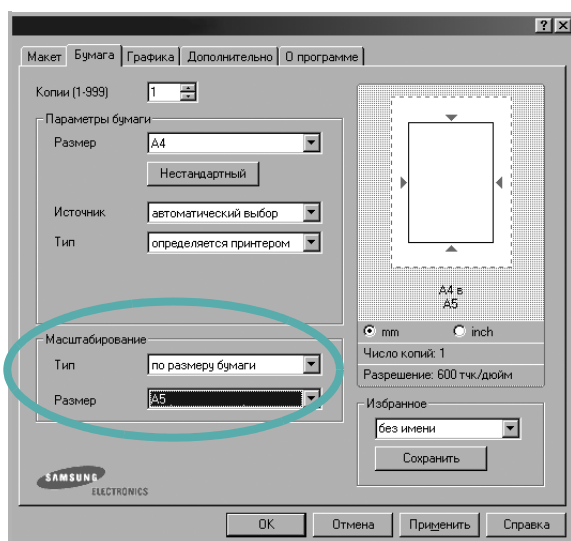 ? X
Макет Бумага Графика Дополнительно О программе
Копии (1-999) 1
Параметры бумаги
Размер A4
Нестандартный
Источник автоматический выбор
Тип определяется принтером
A4 в
A5
mm inch
Число копий: 1
Разрешение: 600 тчк/дюйм
Масштабирование
Тип по размеру бумаги
Размер A5
Избранное
без имени
Сохранить
SAMSUNG
ELECTRONICS
OK Отмена Применить Справка